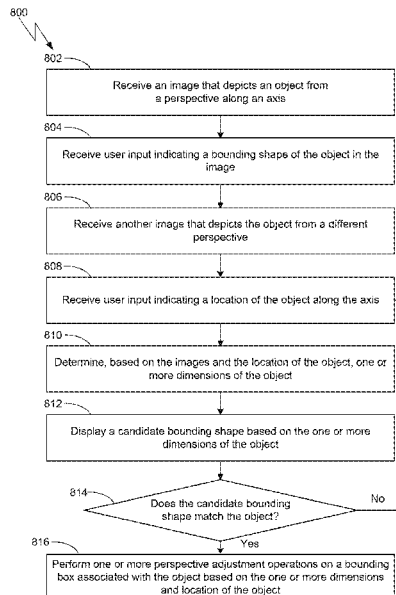 800
802
Receive an image that depicts an object from
a perspective along an axis
804
Receive user input indicating a bounding shape of the object in the
image
806
Receive another image that depicts the object from a different
perspective
808
Receive user input indicating a location of the object along the axis
810
Determine, based on the images and the location of the object, one or
more dimensions of the object
812
Display a candidate bounding shape based on the one or more
dimensions of the object
814
Does the candidate bounding
shape match the object?
No
Yes
816
Perform one or more perspective adjustment operations on a bounding
box associated with the object based on the one or more dimensions
and location of the object